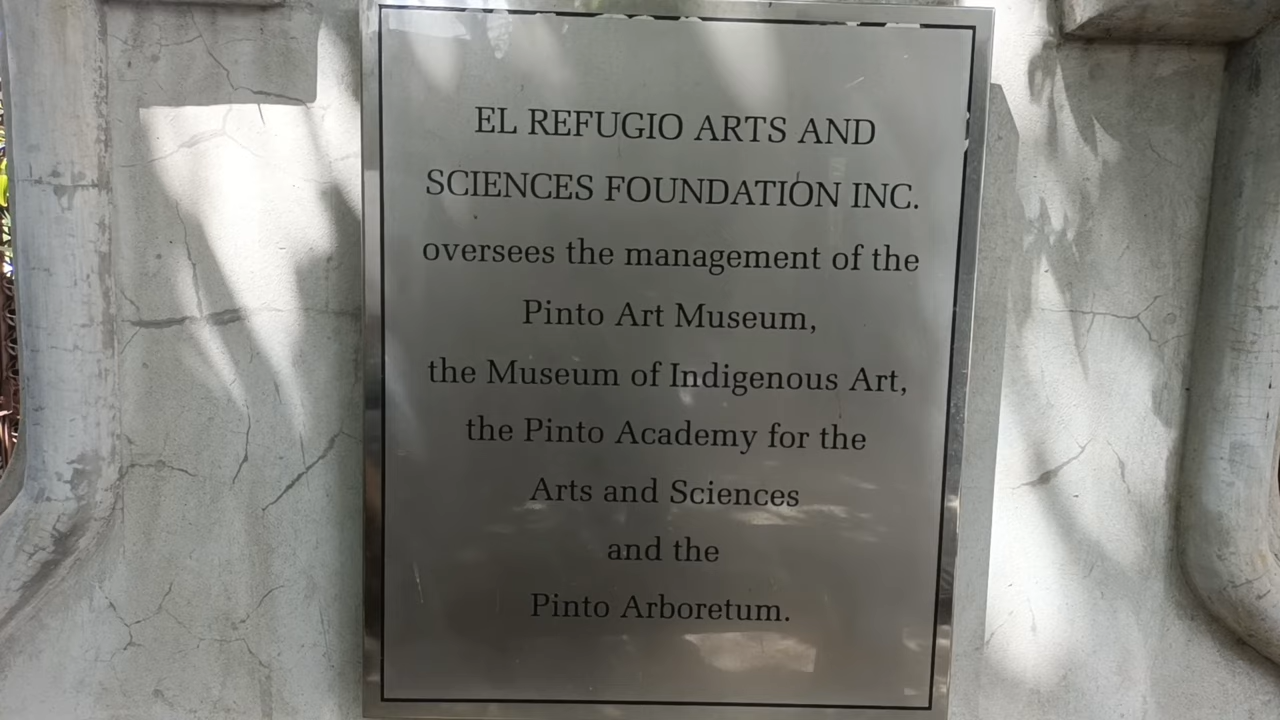 EL REFUGIO ARTS AND
SCIENCES FOUNDATION INC.
oversees the management of the
Pinto Art Museum,
the Museum of Indigenous Art,
the Pinto Academy for the
Arts and Sciences
and the
Pinto Arboretum.